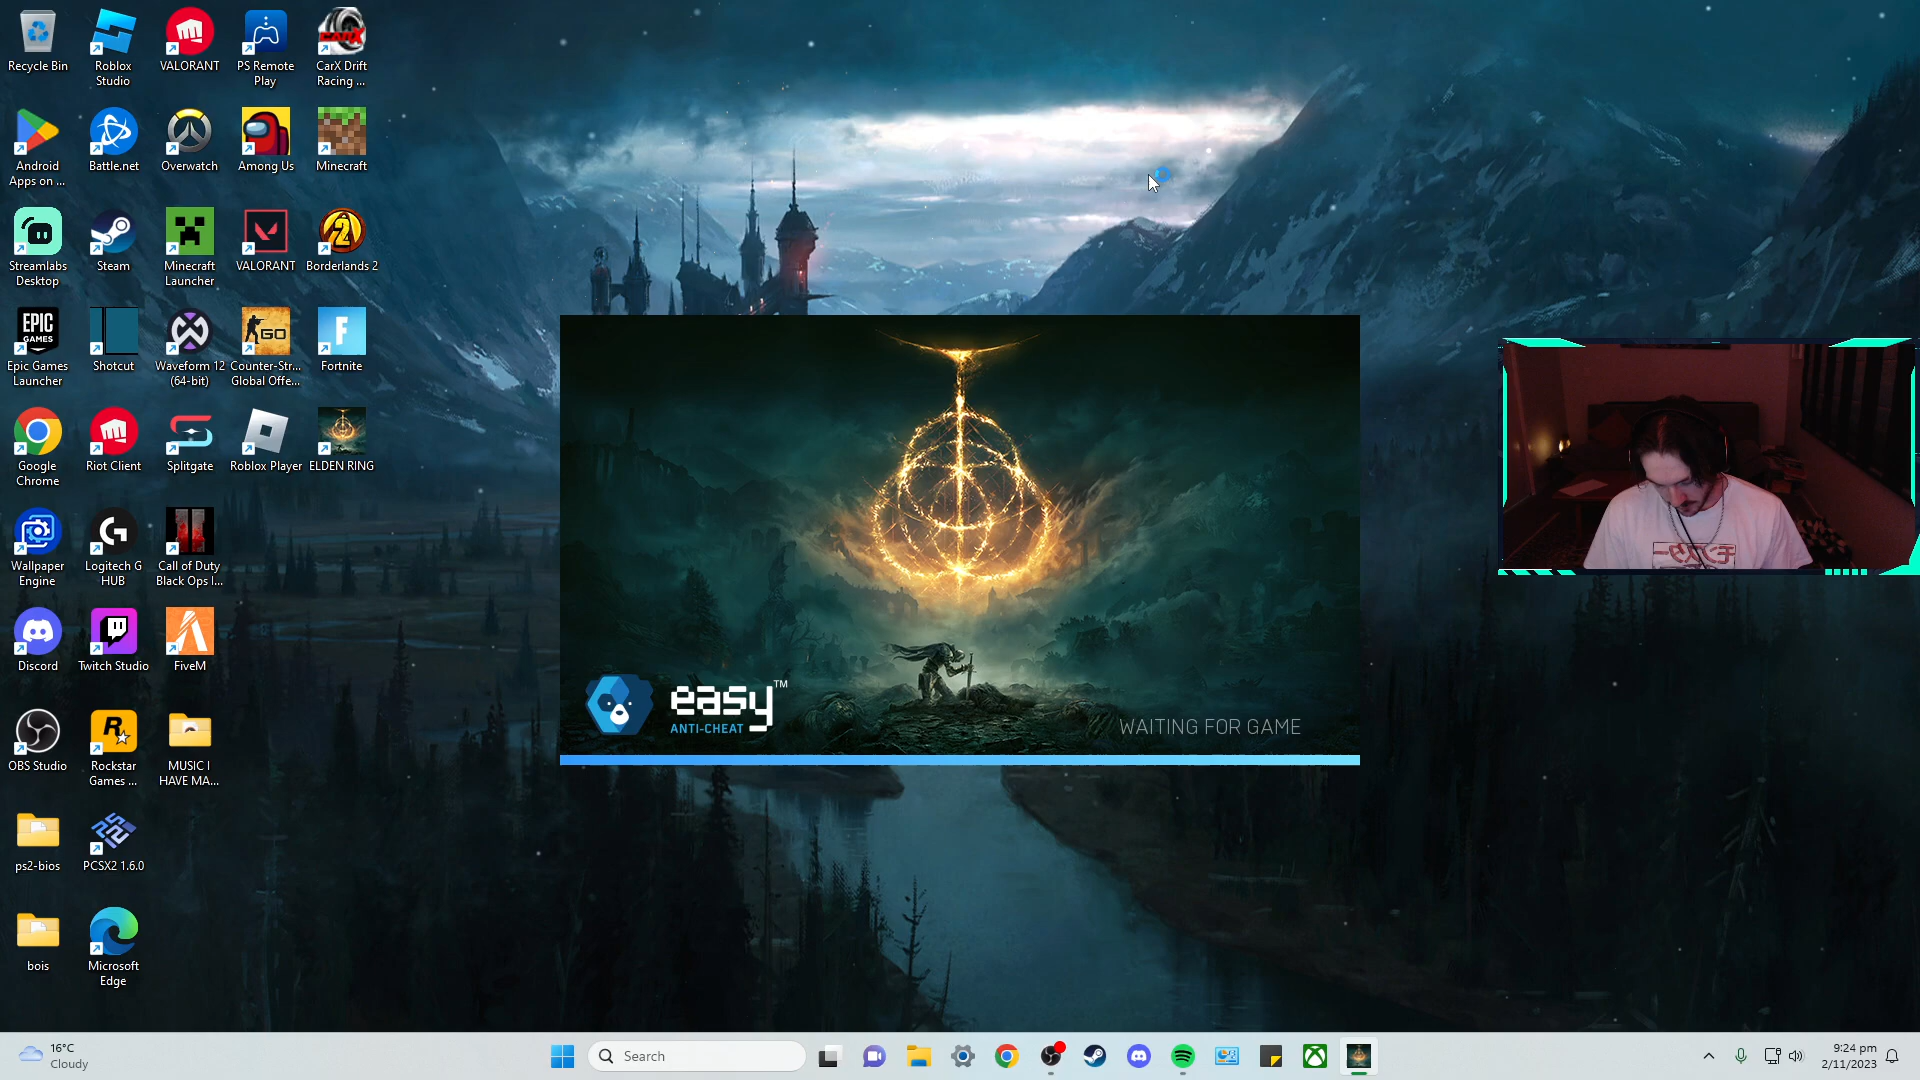 Recycle Bin
Roblox
Studio
VALORANT
PS Remote
Play
CarX Drift
Racing ...
Android
Apps on ...
Battle.net
Overwatch
Among Us
Minecraft
Streamlabs
Desktop
Steam
Minecraft
Launcher
VALORANT
Borderlands 2
EPIC
GAMES
Epic Games
Launcher
Shotcut
Waveform 12
(64-bit)
GO
Counter-Str...
Global Offe...
F
Fortnite
Google
Chrome
Riot Client
Splitgate
Roblox Player
ELDEN RING
Wallpaper
Engine
Logitech G
HUB
Call of Duty
Black Ops I...
Discord
Twitch Studio
FiveM
OBS Studio
Rockstar
Games ...
MUSIC I
HAVE MA...
ps2-bios
PCSX2 1.6.0
bois
Microsoft
Edge
easy™
ANTI-CHEAT
WAITING FOR GAME
16°C
Cloudy
Search
9:24 pm
2/11/2023